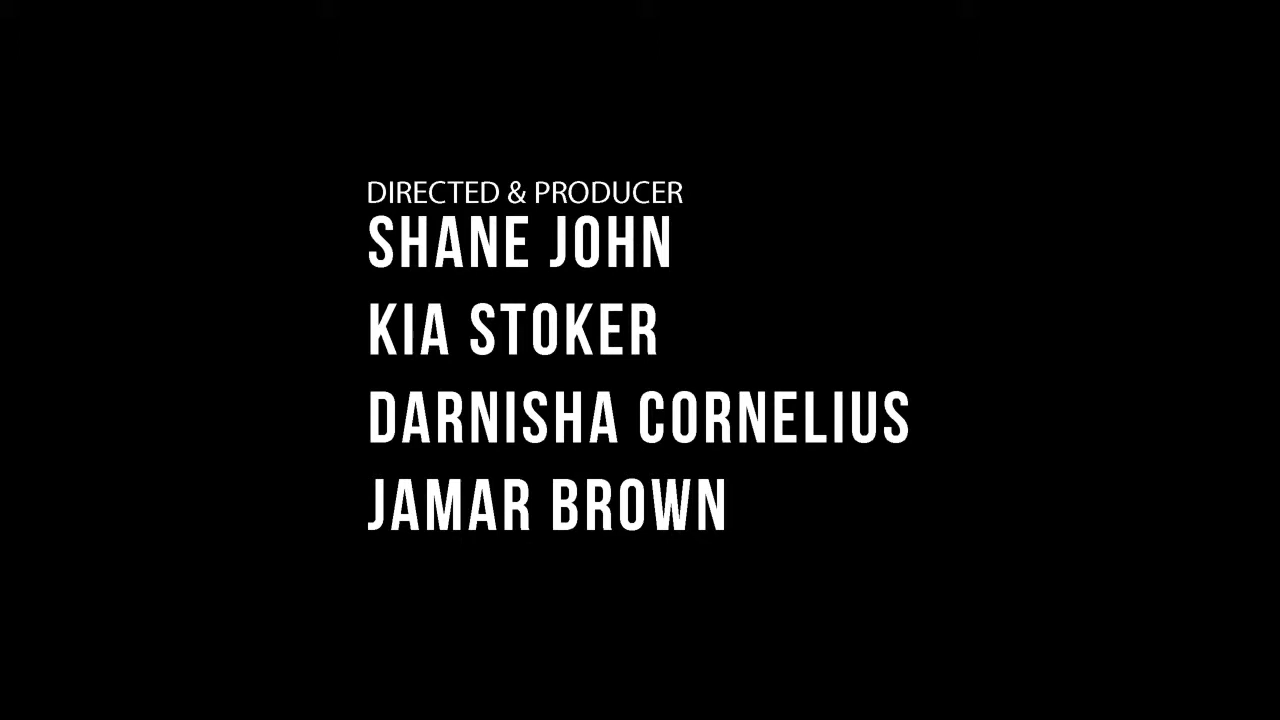 DIRECTED & PRODUCER
SHANE JOHN
KIA STOKER
DARNISHA CORNELIUS
JAMAR BROWN